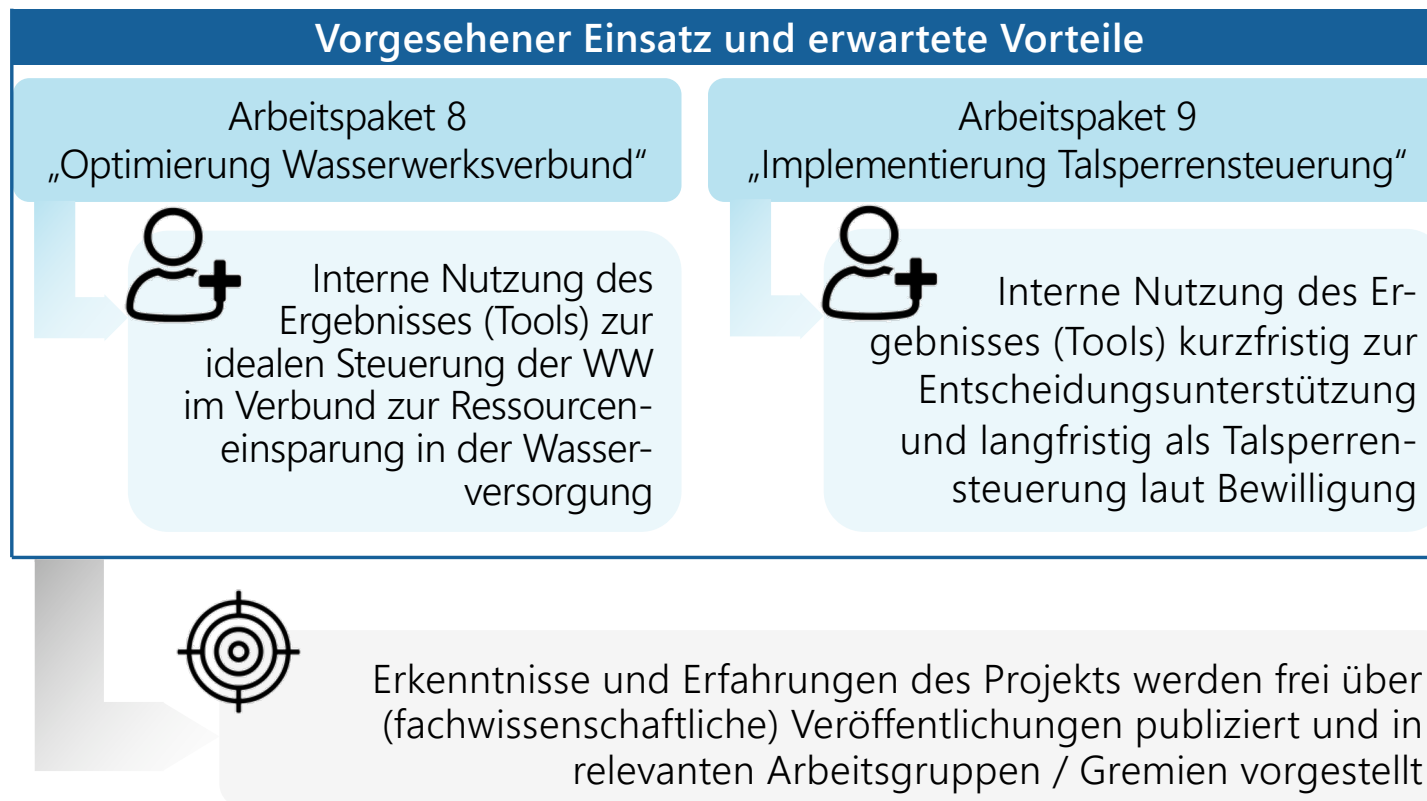 Vorgesehener Einsatz und erwartete Vorteile
Arbeitspaket 8
„Optimierung Wasserwerksverbund“
Interne Nutzung des
Ergebnisses (Tools) zur
idealen Steuerung der WW
im Verbund zur Ressourcen-
einsparung in der Wasser-
versorgung
Arbeitspaket 9
„Implementierung Talsperrensteuerung“
Interne Nutzung des Er-
gebnisses (Tools) kurzfristig zur
Entscheidungsunterstützung
und langfristig als Talsperren-
steuerung laut Bewilligung
Erkenntnisse und Erfahrungen des Projekts werden frei über
(fachwissenschaftliche) Veröffentlichungen publiziert und in
relevanten Arbeitsgruppen / Gremien vorgestellt